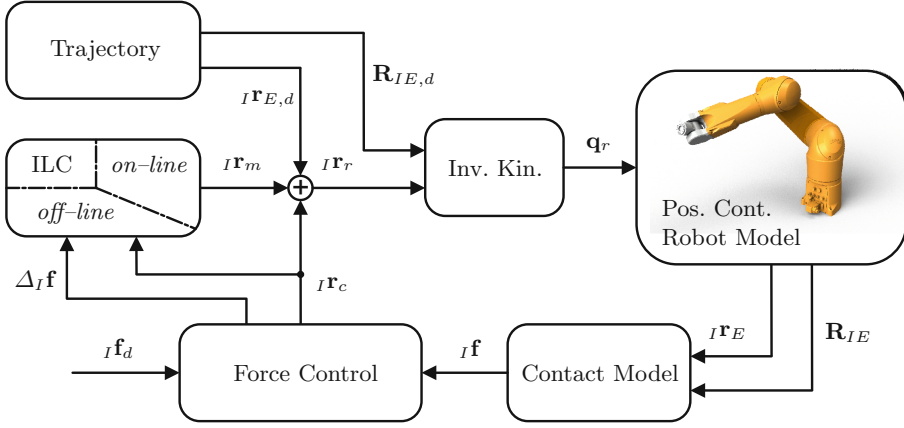 Trajectory
R_{IE,d}
_I r_{E,d}
ILC
on–line
off–line
_I r_m
_I r_r
Inv. Kin.
q_r
Pos. Cont.
Robot Model
Δ_I f
_I r_c
_I r_E
R_{IE}
_I f_d
Force Control
_I f
Contact Model